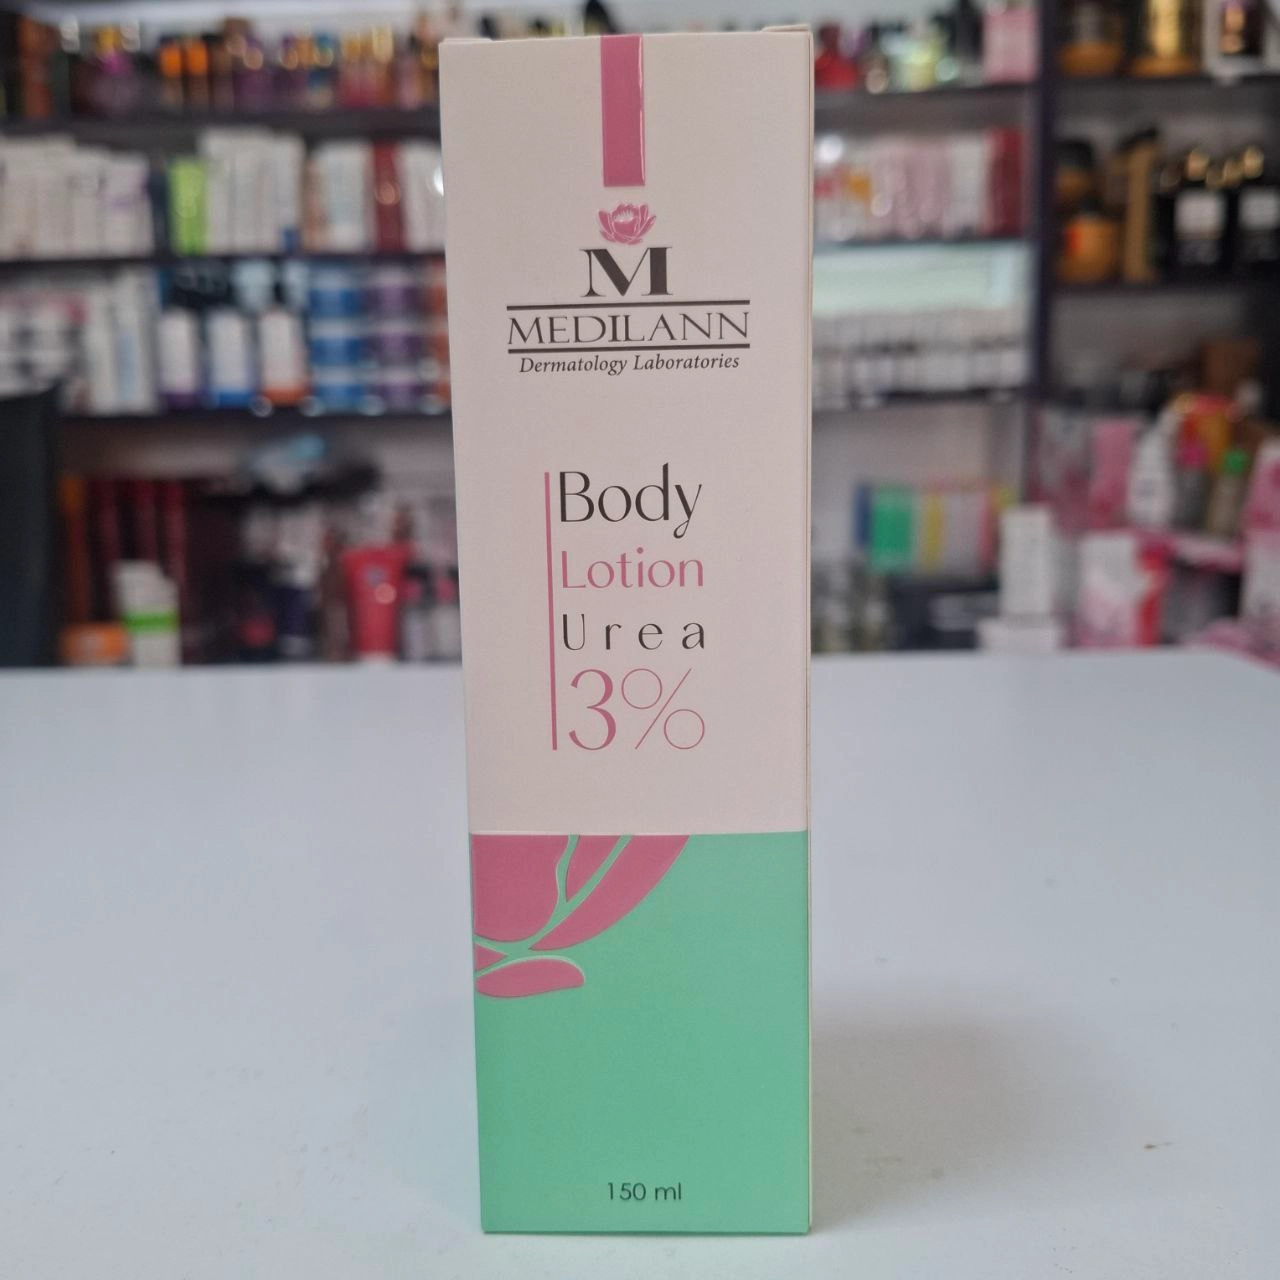 M
MEDILANN
Dermatology Laboratories
Body
Lotion
Urea
3%
150 ml